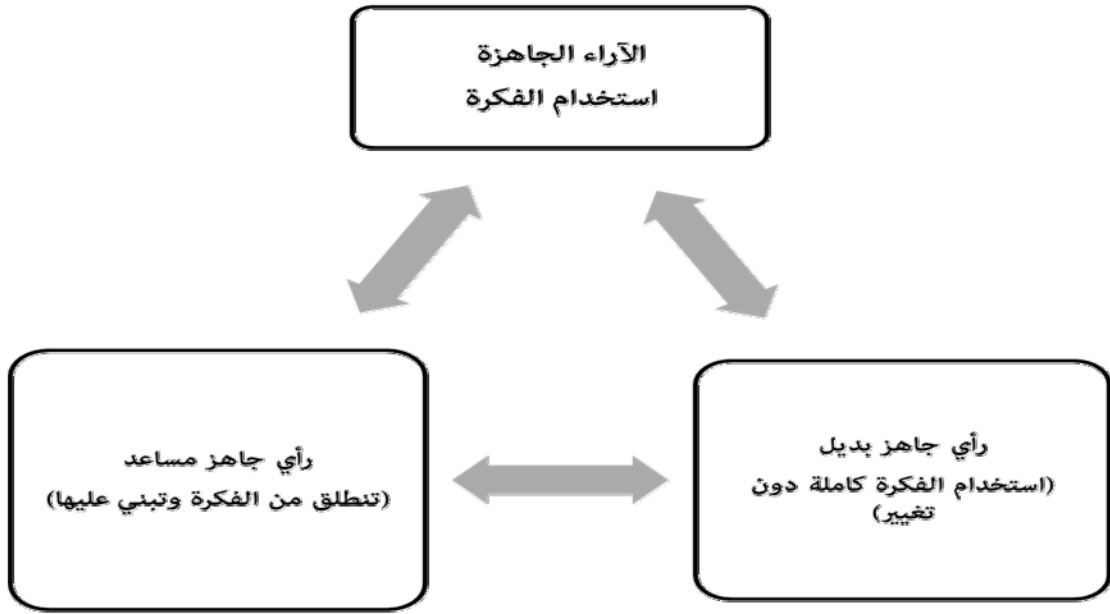 الآراء الجاهزة
استخدام الفكرة
رأي جاهز بديل
(استخدام الفكرة كاملة دون
تغيير)
رأي جاهز مساعد
(تنطلق من الفكرة وتبني عليها)